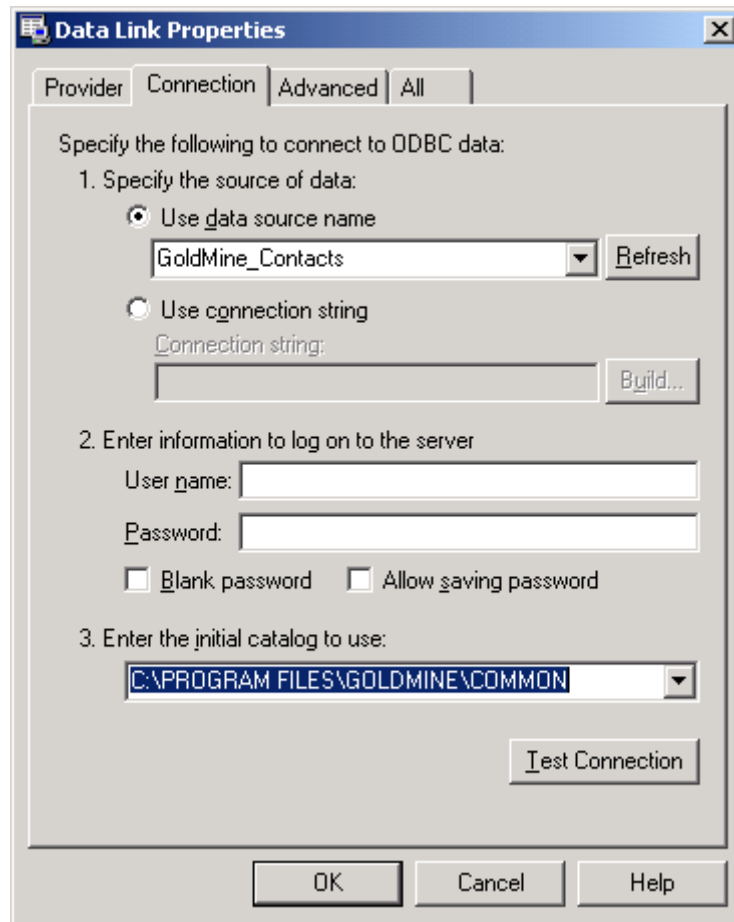 Data Link Properties
Provider Connection Advanced All
Specify the following to connect to ODBC data:
1. Specify the source of data:
Use data source name
GoldMine_Contacts Refresh
Use connection string
Connection string:
Build...
2. Enter information to log on to the server
User name:
Password:
Blank password Allow saving password
3. Enter the initial catalog to use:
C:\PROGRAM FILES\GOLDMINE\COMMON
Test Connection
OK Cancel Help